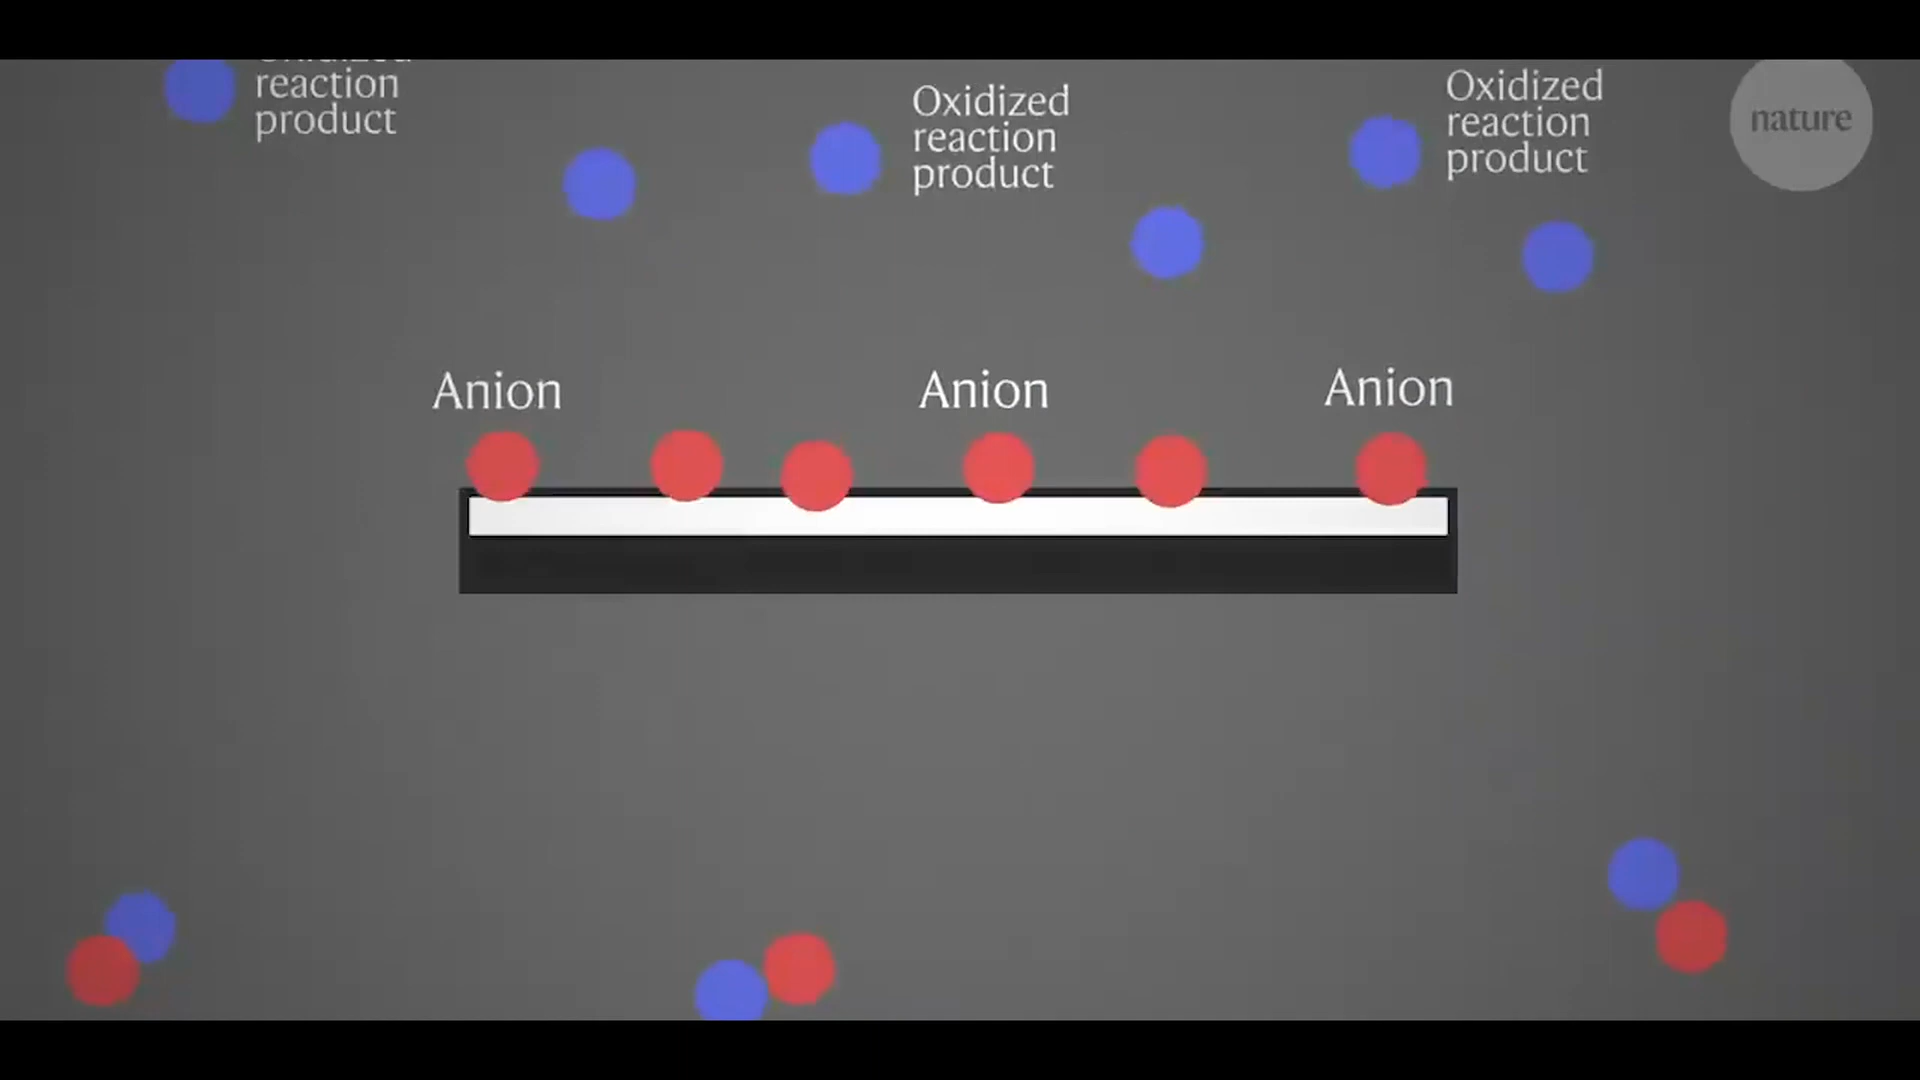 reaction
product
Oxidized
reaction
product
Oxidized
reaction
product
nature
Anion
Anion
Anion